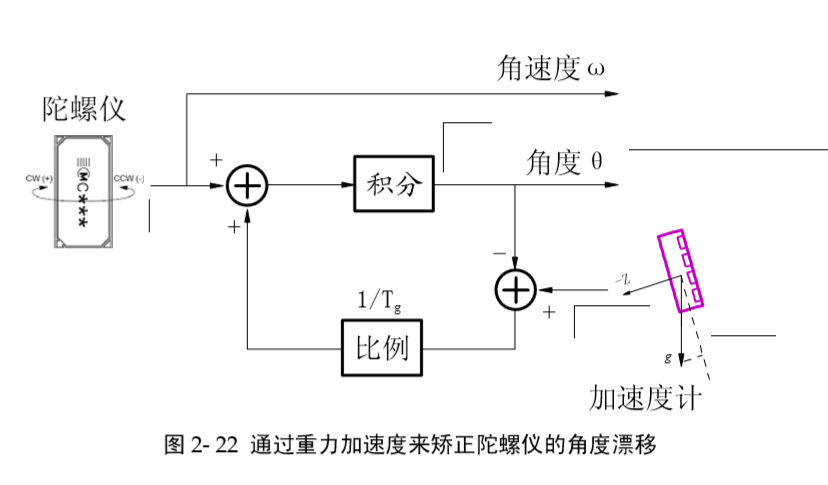 角速度 ω
陀螺仪
角度 θ
CW (+)
CCW (-)
MC***
+
积分
+
−
-Z
+
1/Tg
比例
g
加速度计
图 2- 22 通过重力加速度来矫正陀螺仪的角度漂移